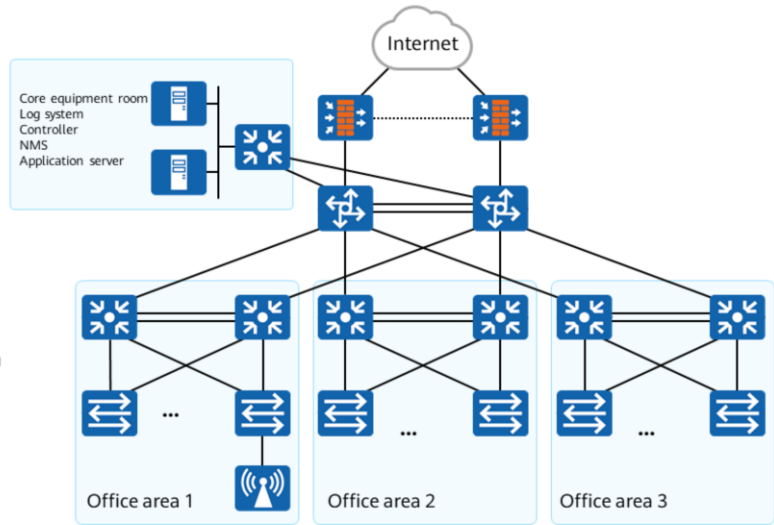 Internet
Core equipment room
Log system
Controller
NMS
Application server
...
...
...
Office area 1
Office area 2
Office area 3